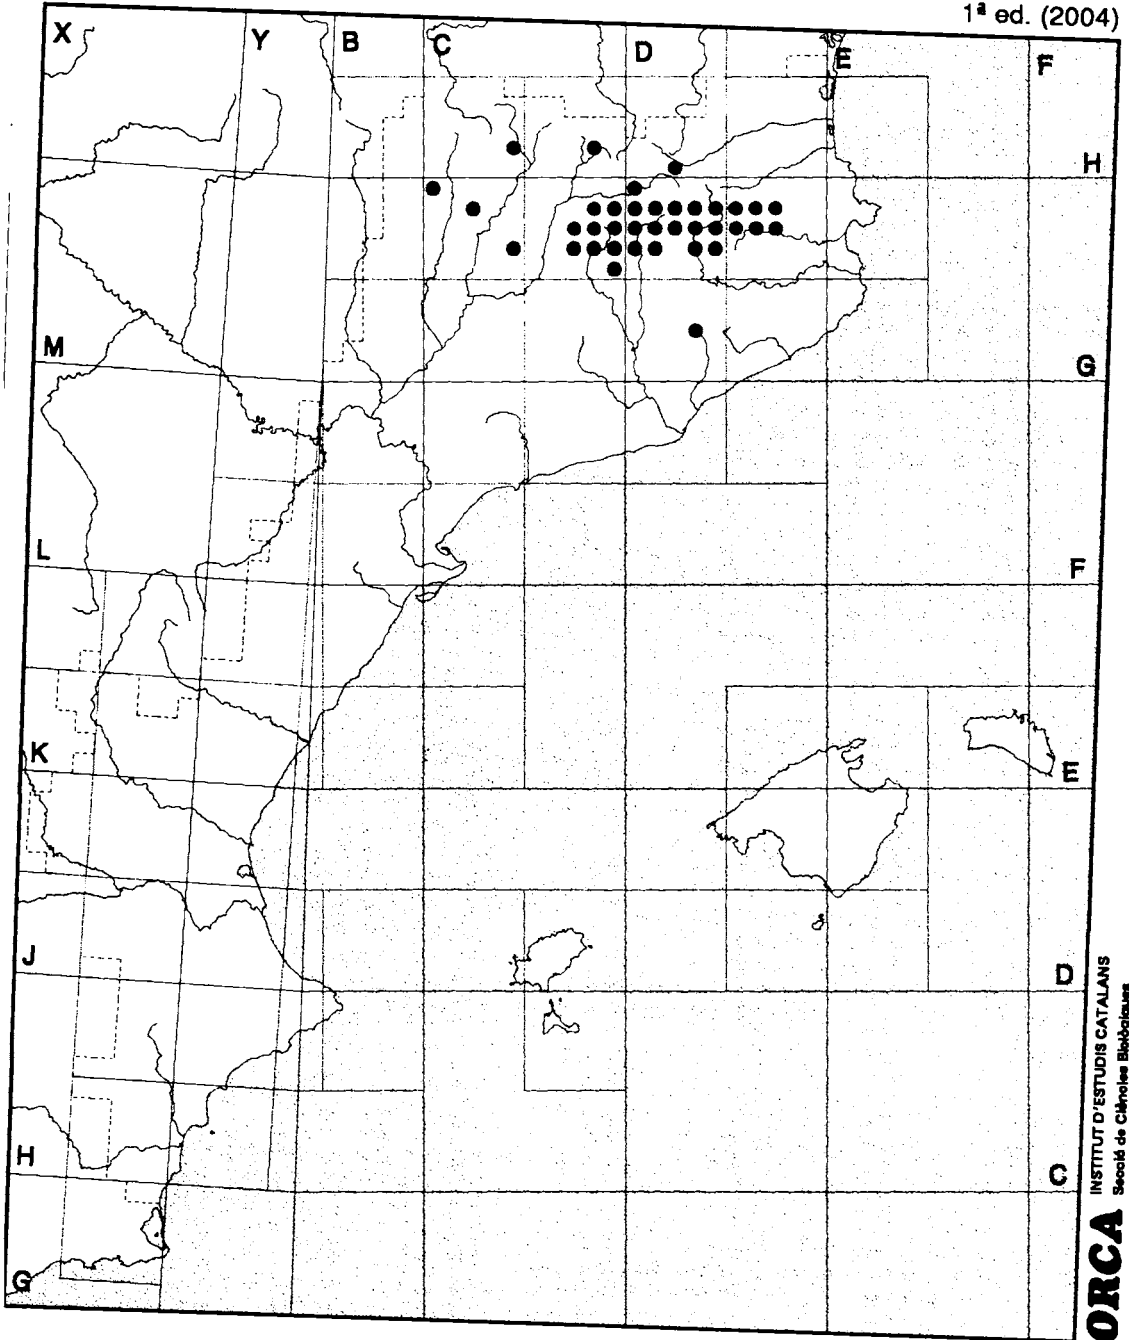 1ª ed. (2004)
X Y B C D E F
H
M G
L F
K E
J D
H C
G
ORCA INSTITUT D'ESTUDIS CATALANS
Secció de Ciències Biològiques